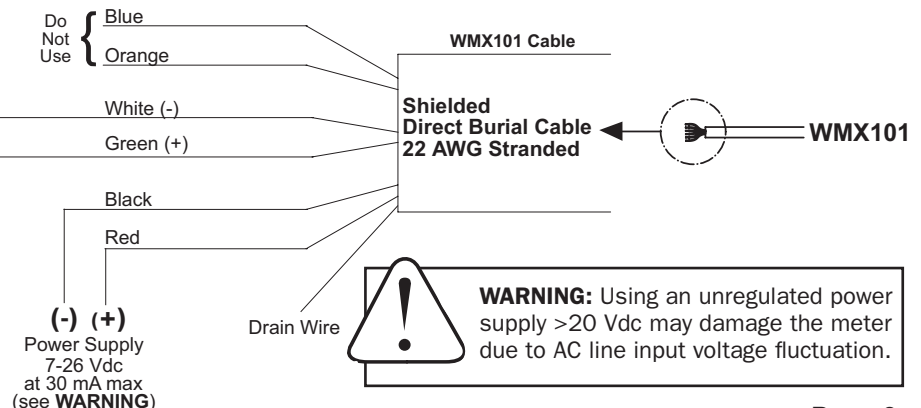 Do
Not
Use
Blue
Orange
White (-)
Green (+)
Black
Red
WMX101 Cable
Shielded
Direct Burial Cable
22 AWG Stranded
WMX101
(-) (+)
Power Supply
7-26 Vdc
at 30 mA max
(see WARNING)
Drain Wire
WARNING: Using an unregulated power
supply >20 Vdc may damage the meter
due to AC line input voltage fluctuation.